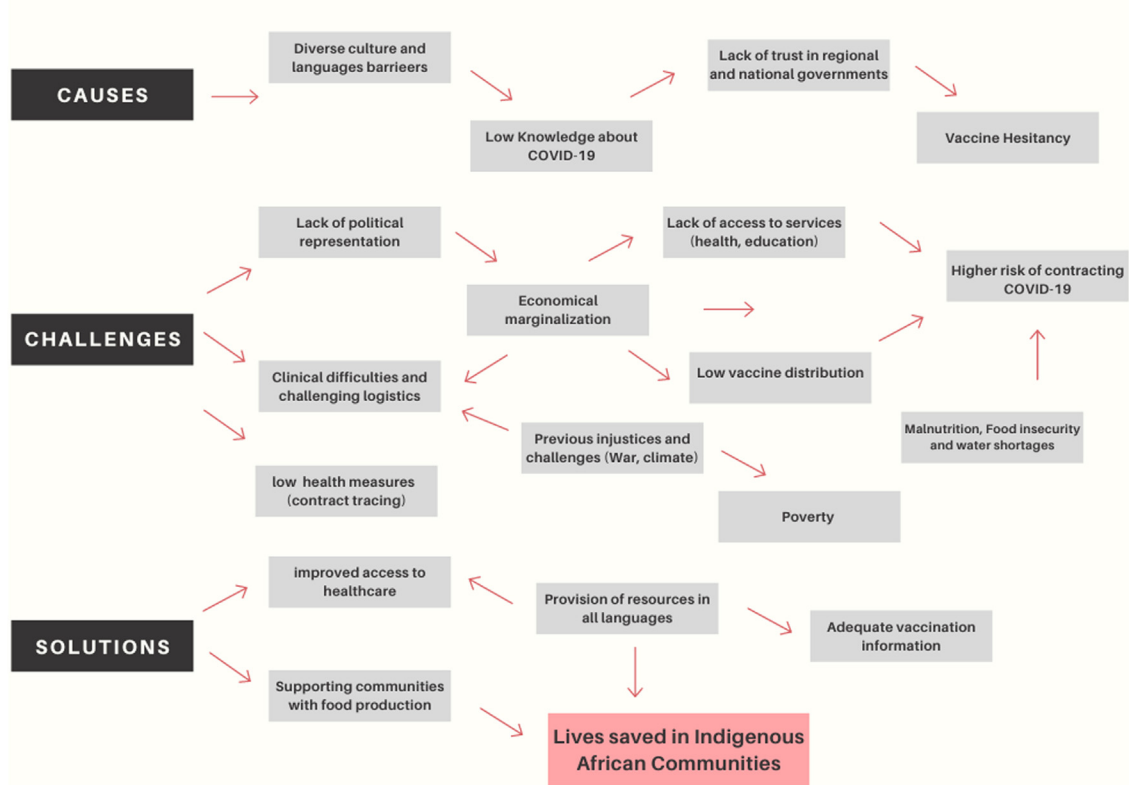 CAUSES
Diverse culture and
languages barrieers
Low Knowledge about
COVID-19
Lack of trust in regional
and national governments
Vaccine Hesitancy
CHALLENGES
Lack of political
representation
Economical
marginalization
Lack of access to services
(health, education)
Higher risk of contracting
COVID-19
Clinical difficulties and
challenging logistics
Low vaccine distribution
Previous injustices and
challenges (War, climate)
Malnutrition, Food insecurity
and water shortages
low health measures
(contract tracing)
Poverty
SOLUTIONS
improved access to
healthcare
Provision of resources in
all languages
Adequate vaccination
information
Supporting communities
with food production
Lives saved in Indigenous
African Communities